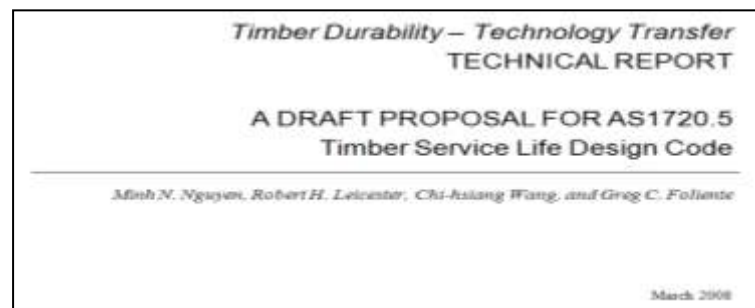 Timber Durability – Technology Transfer
TECHNICAL REPORT
A DRAFT PROPOSAL FOR AS1720.5
Timber Service Life Design Code
Minh N. Nguyen, Robert H. Leicester, Chi-hsiang Wang, and Greg C. Foliente
March 2008